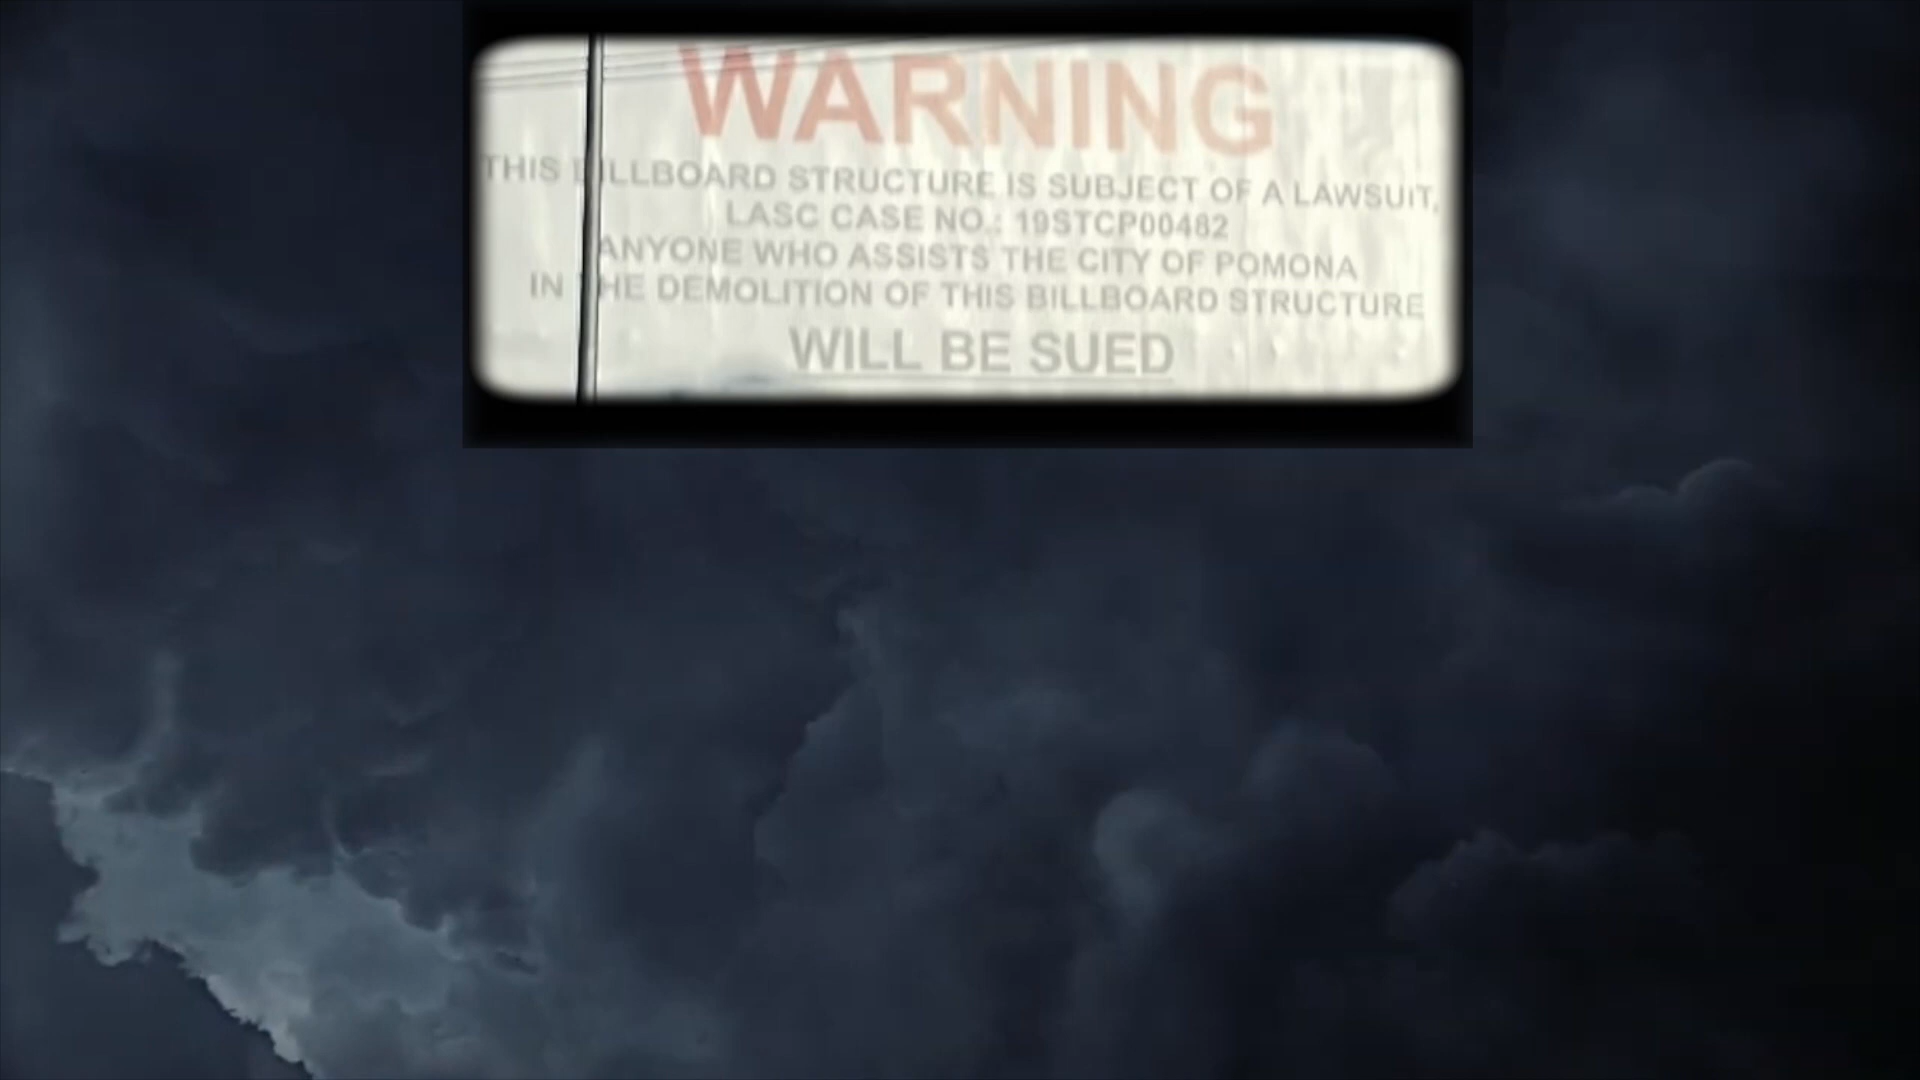 WARNING
THIS BILLBOARD STRUCTURE IS SUBJECT OF A LAWSUIT,
LASC CASE NO.: 19STCP00482
ANYONE WHO ASSISTS THE CITY OF POMONA
IN THE DEMOLITION OF THIS BILLBOARD STRUCTURE
WILL BE SUED